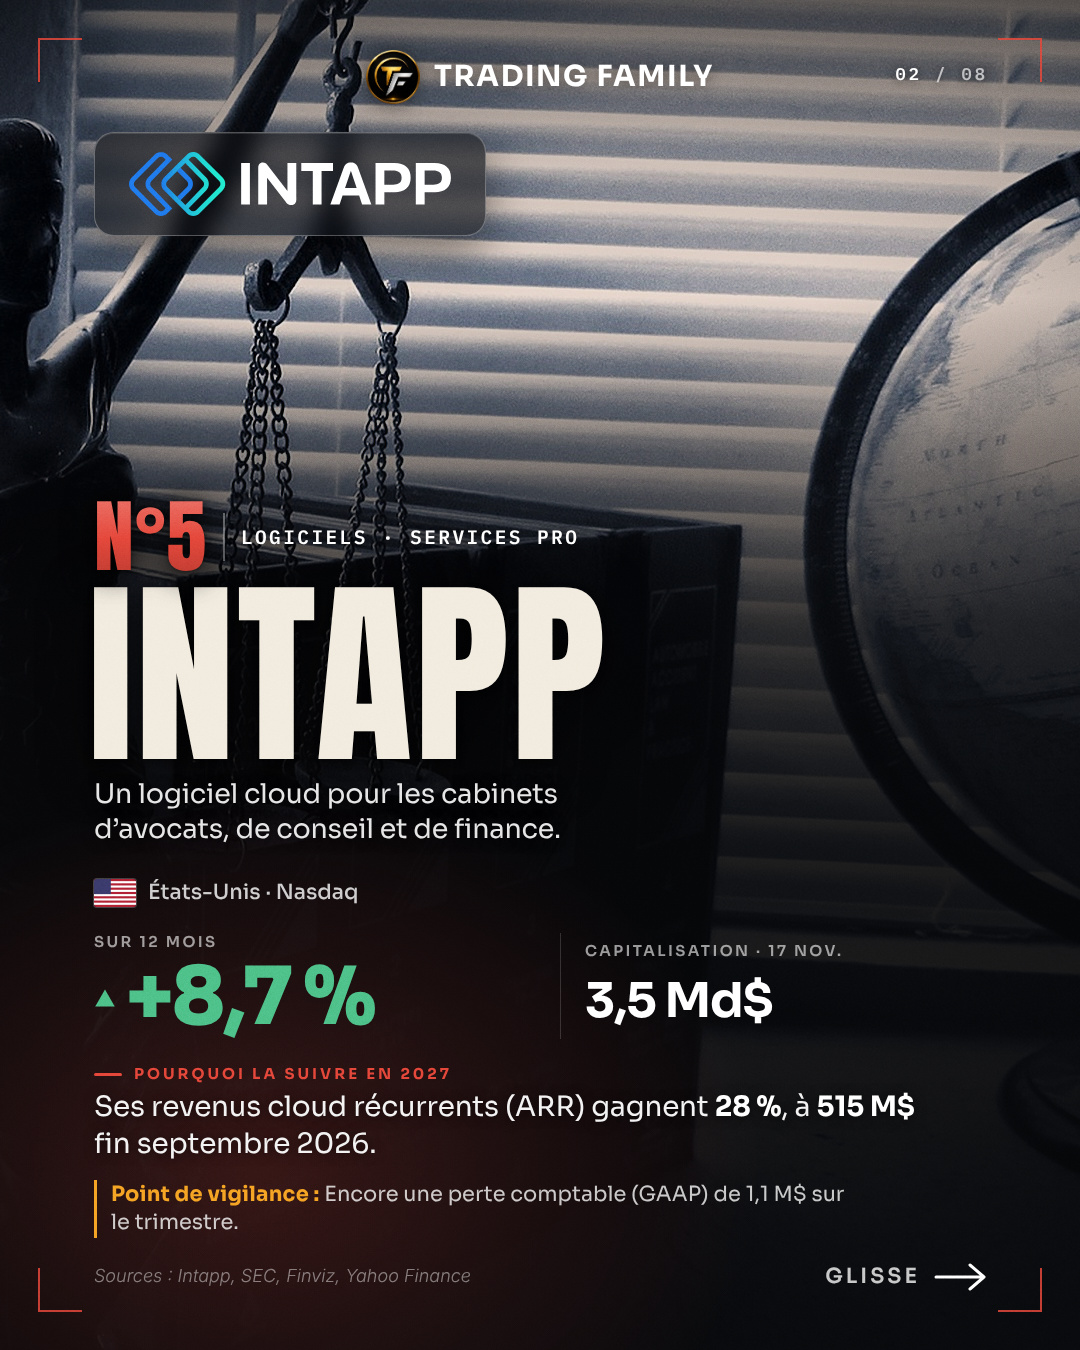 TRADING FAMILY
02 / 08
INTAPP
N°5
LOGICIELS · SERVICES PRO
INTAPP
Un logiciel cloud pour les cabinets
d’avocats, de conseil et de finance.
États-Unis · Nasdaq
SUR 12 MOIS
+8,7 %
CAPITALISATION · 17 NOV.
3,5 Md$
POURQUOI LA SUIVRE EN 2027
Ses revenus cloud récurrents (ARR) gagnent 28 %, à 515 M$
fin septembre 2026.
Point de vigilance : Encore une perte comptable (GAAP) de 1,1 M$ sur
le trimestre.
Sources : Intapp, SEC, Finviz, Yahoo Finance
GLISSE
NORTH
ATLANTIC
OCEAN